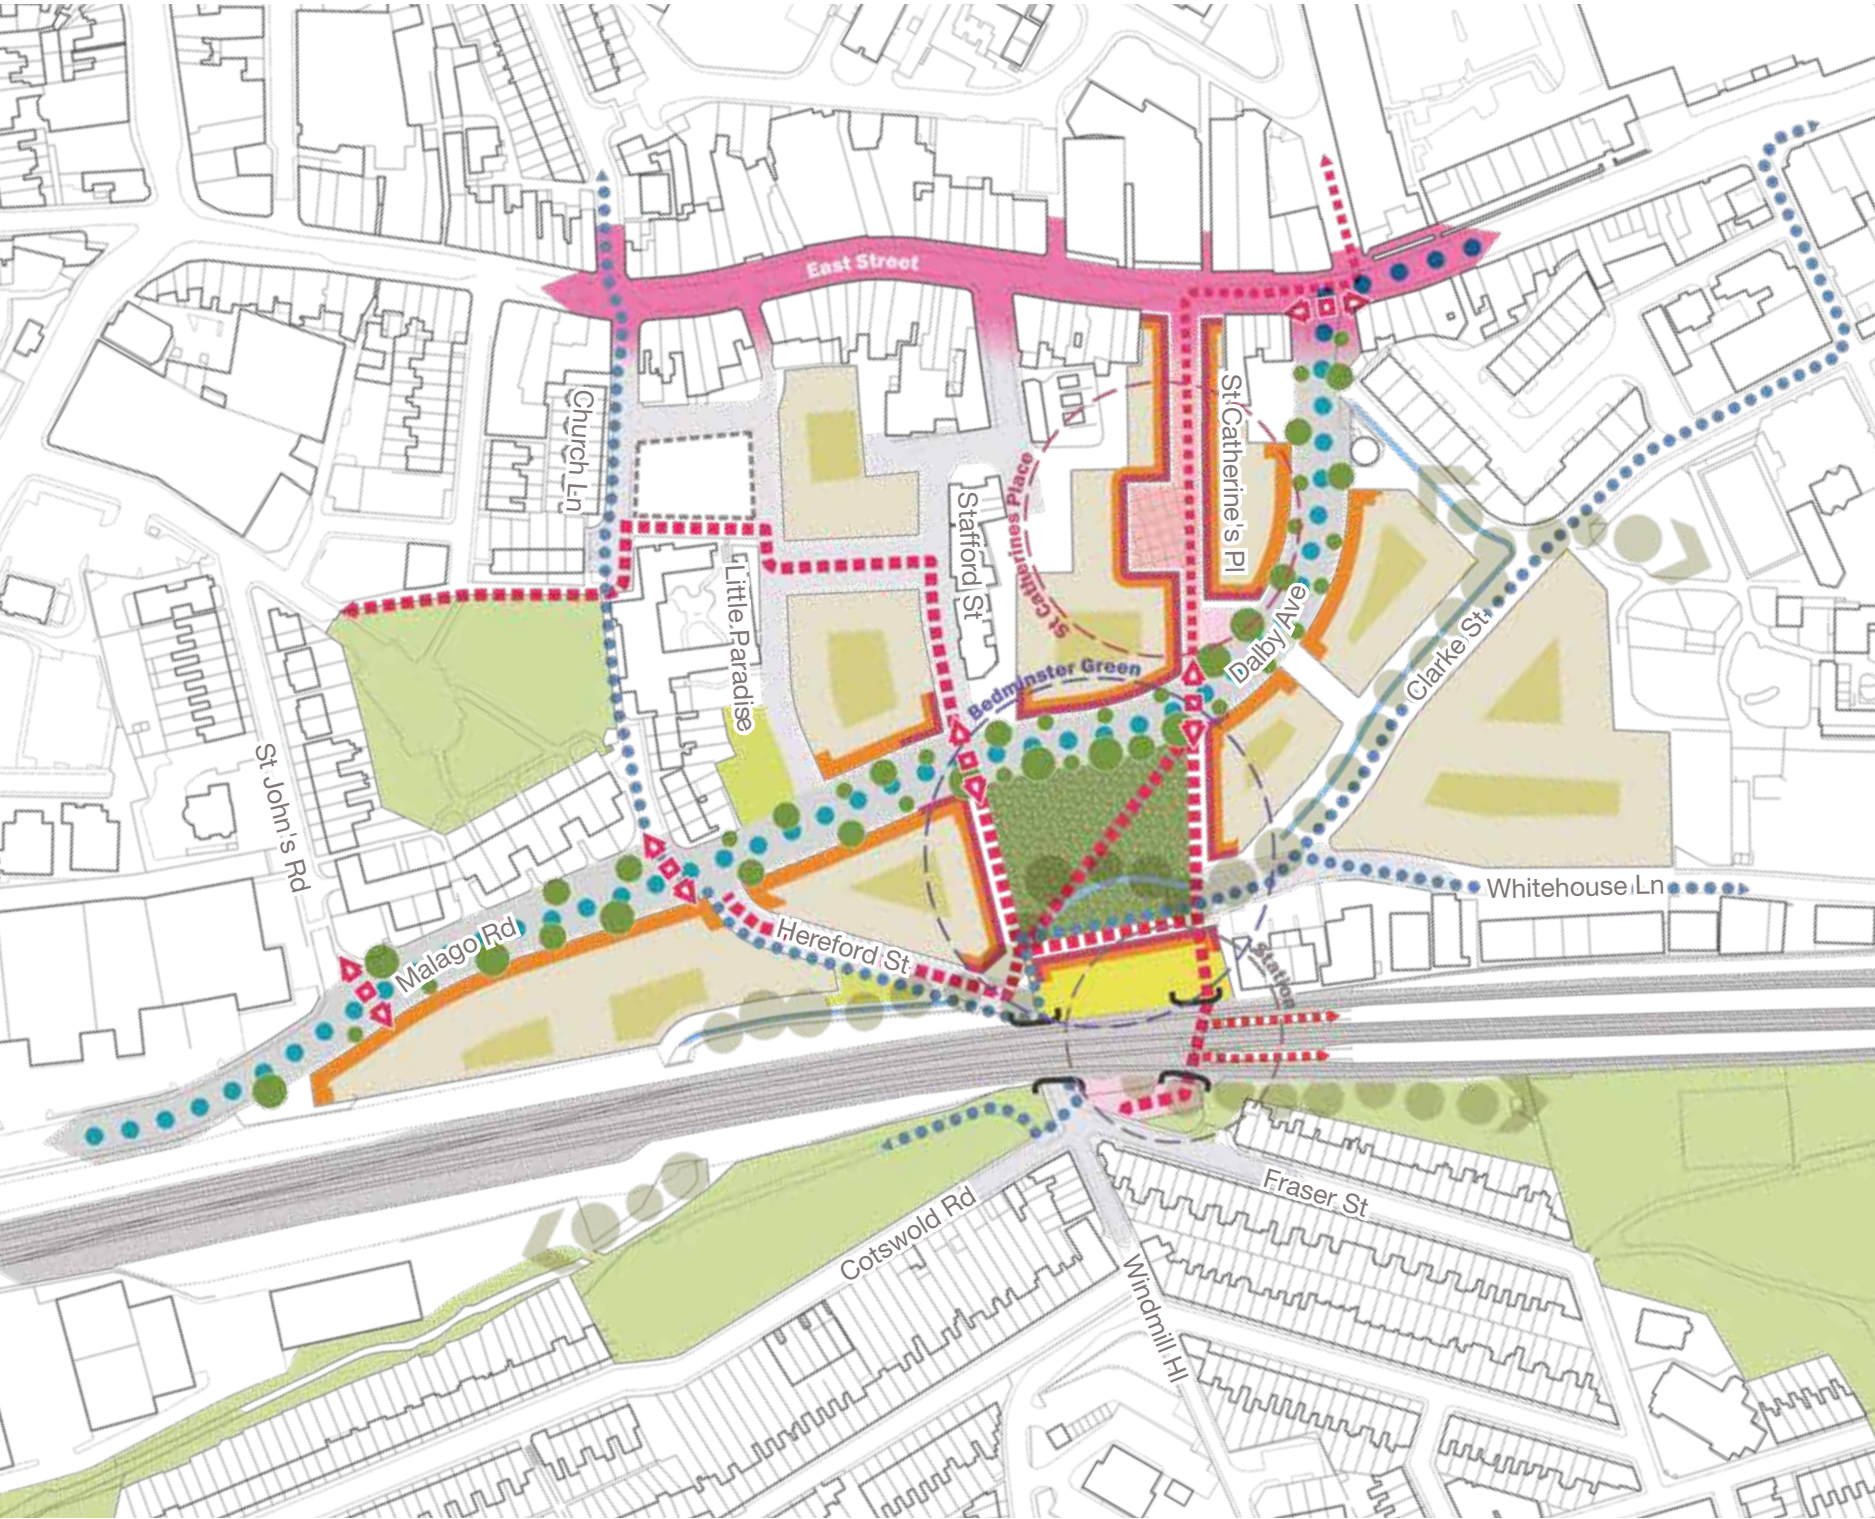 East Street
Church Ln
St Catherine's Pl
St Catherines Place
Stafford St
Little Paradise
Dalby Ave
Clarke St
Bedminster Green
St John's Rd
Whitehouse Ln
Malago Rd
Hereford St
Station
Fraser St
Cotswold Rd
Windmill Hl